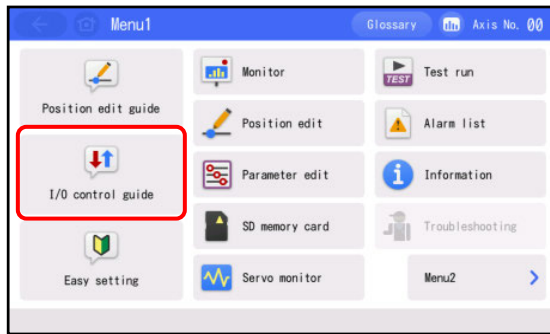 Menu1
Glossary
Axis No. 00
Position edit guide
I/O control guide
Easy setting
Monitor
Position edit
Parameter edit
SD memory card
Servo monitor
TEST
Test run
Alarm list
Information
Troubleshooting
Menu2